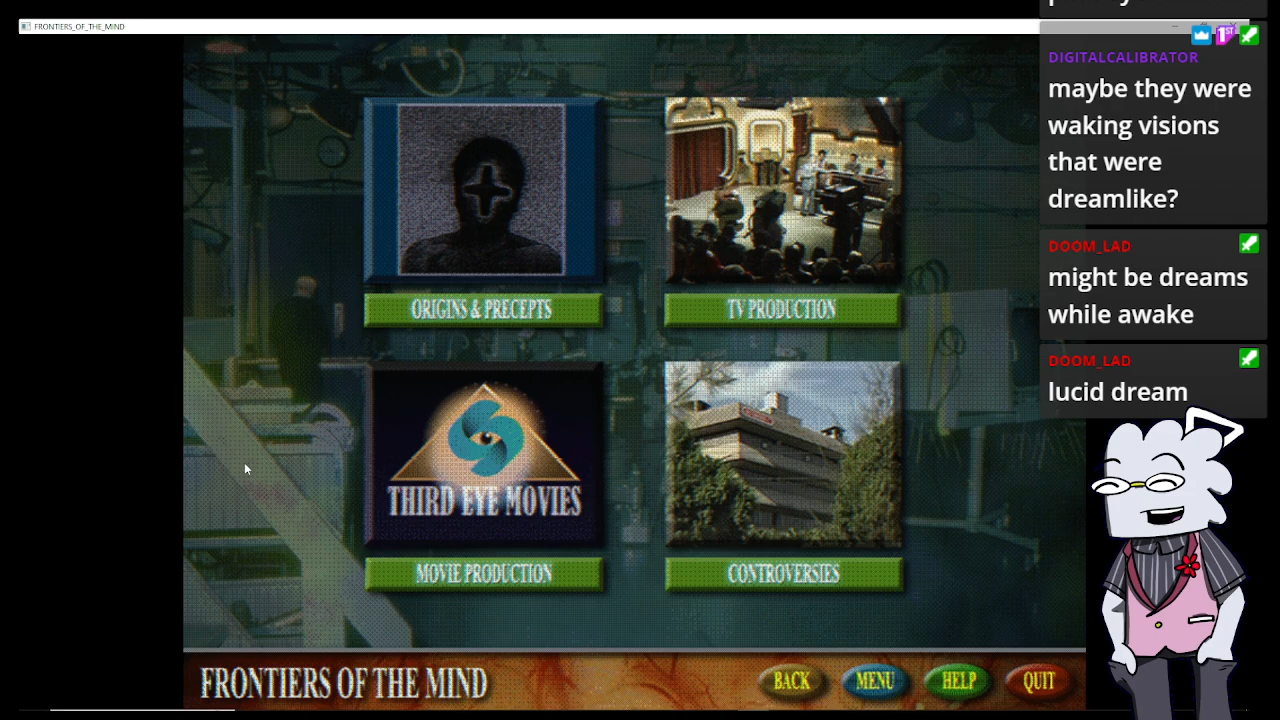 FRONTIERS_OF_THE_MIND
DIGITALCALIBRATOR
maybe they were
waking visions
that were
dreamlike?
DOOM_LAD
might be dreams
while awake
DOOM_LAD
lucid dream
ORIGINS & PRECEPTS
TV PRODUCTION
THIRD EYE MOVIES
MOVIE PRODUCTION
CONTROVERSIES
FRONTIERS OF THE MIND
BACK
MENU
HELP
QUIT